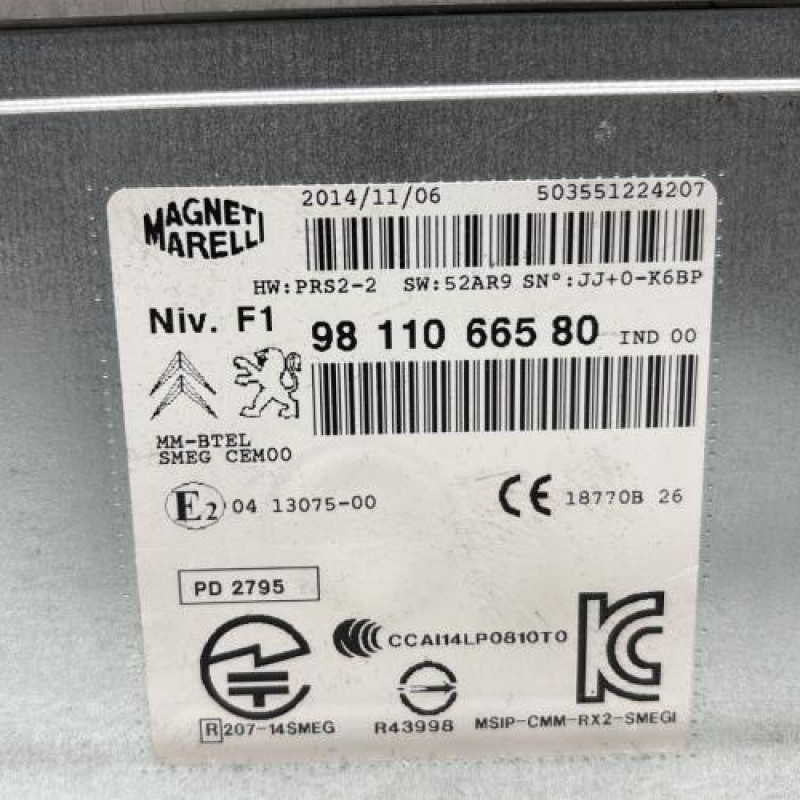 MAGNETI MARELLI
2014/11/06 503551224207
HW:PRS2-2 SW:52AR9 SN°:JJ+0-K6BP
Niv. F1 98 110 665 80 IND 00
MM-BTEL
SMEG CEM00
E2 04 13075-00 CE 18770B 26
PD 2795
CCAI14LP0810T0
R 207-14SMEG R43998 MSIP-CMM-RX2-SMEGI